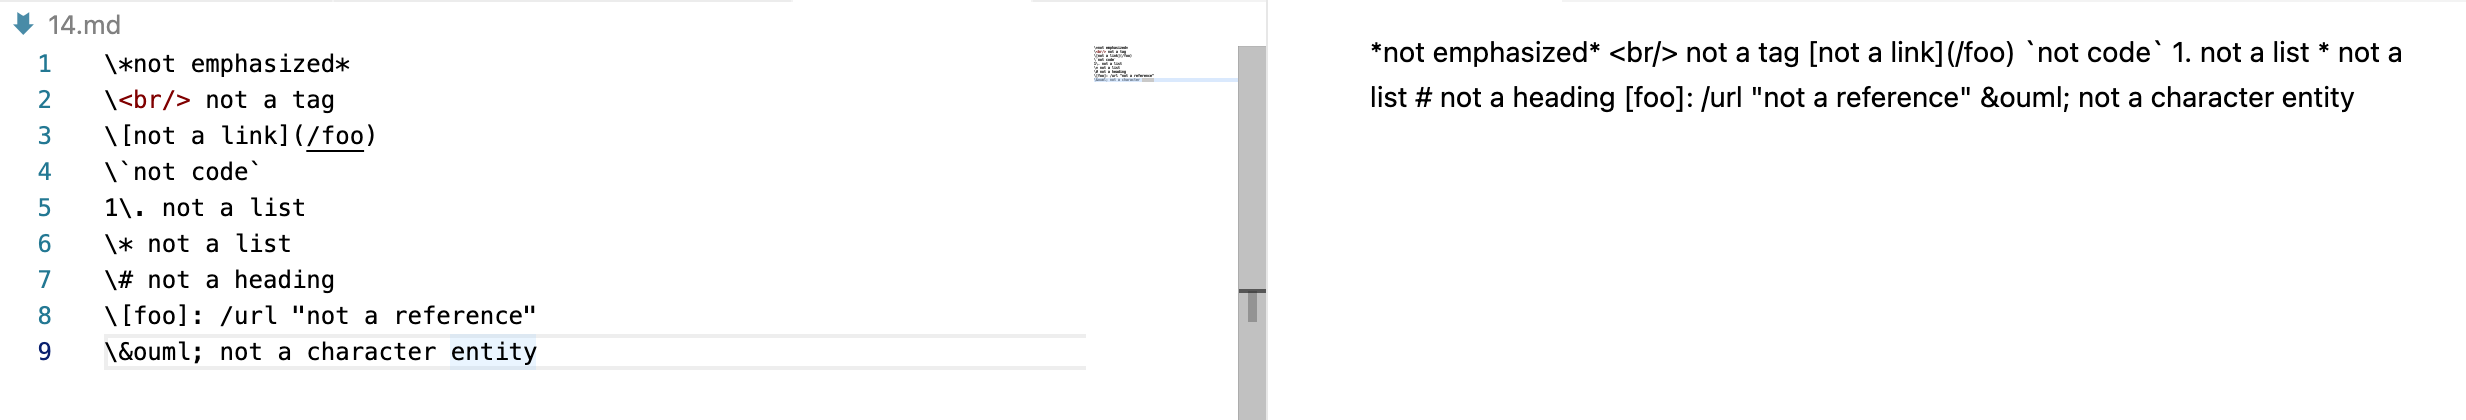 14.md
1 \*not emphasized*
2 \<br/> not a tag
3 \[not a link](/foo)
4 \`not code`
5 1\. not a list
6 \* not a list
7 \# not a heading
8 \[foo]: /url "not a reference"
9 \&ouml; not a character entity
*not emphasized* <br/> not a tag [not a link](/foo) `not code` 1. not a list * not a
list # not a heading [foo]: /url "not a reference" &ouml; not a character entity